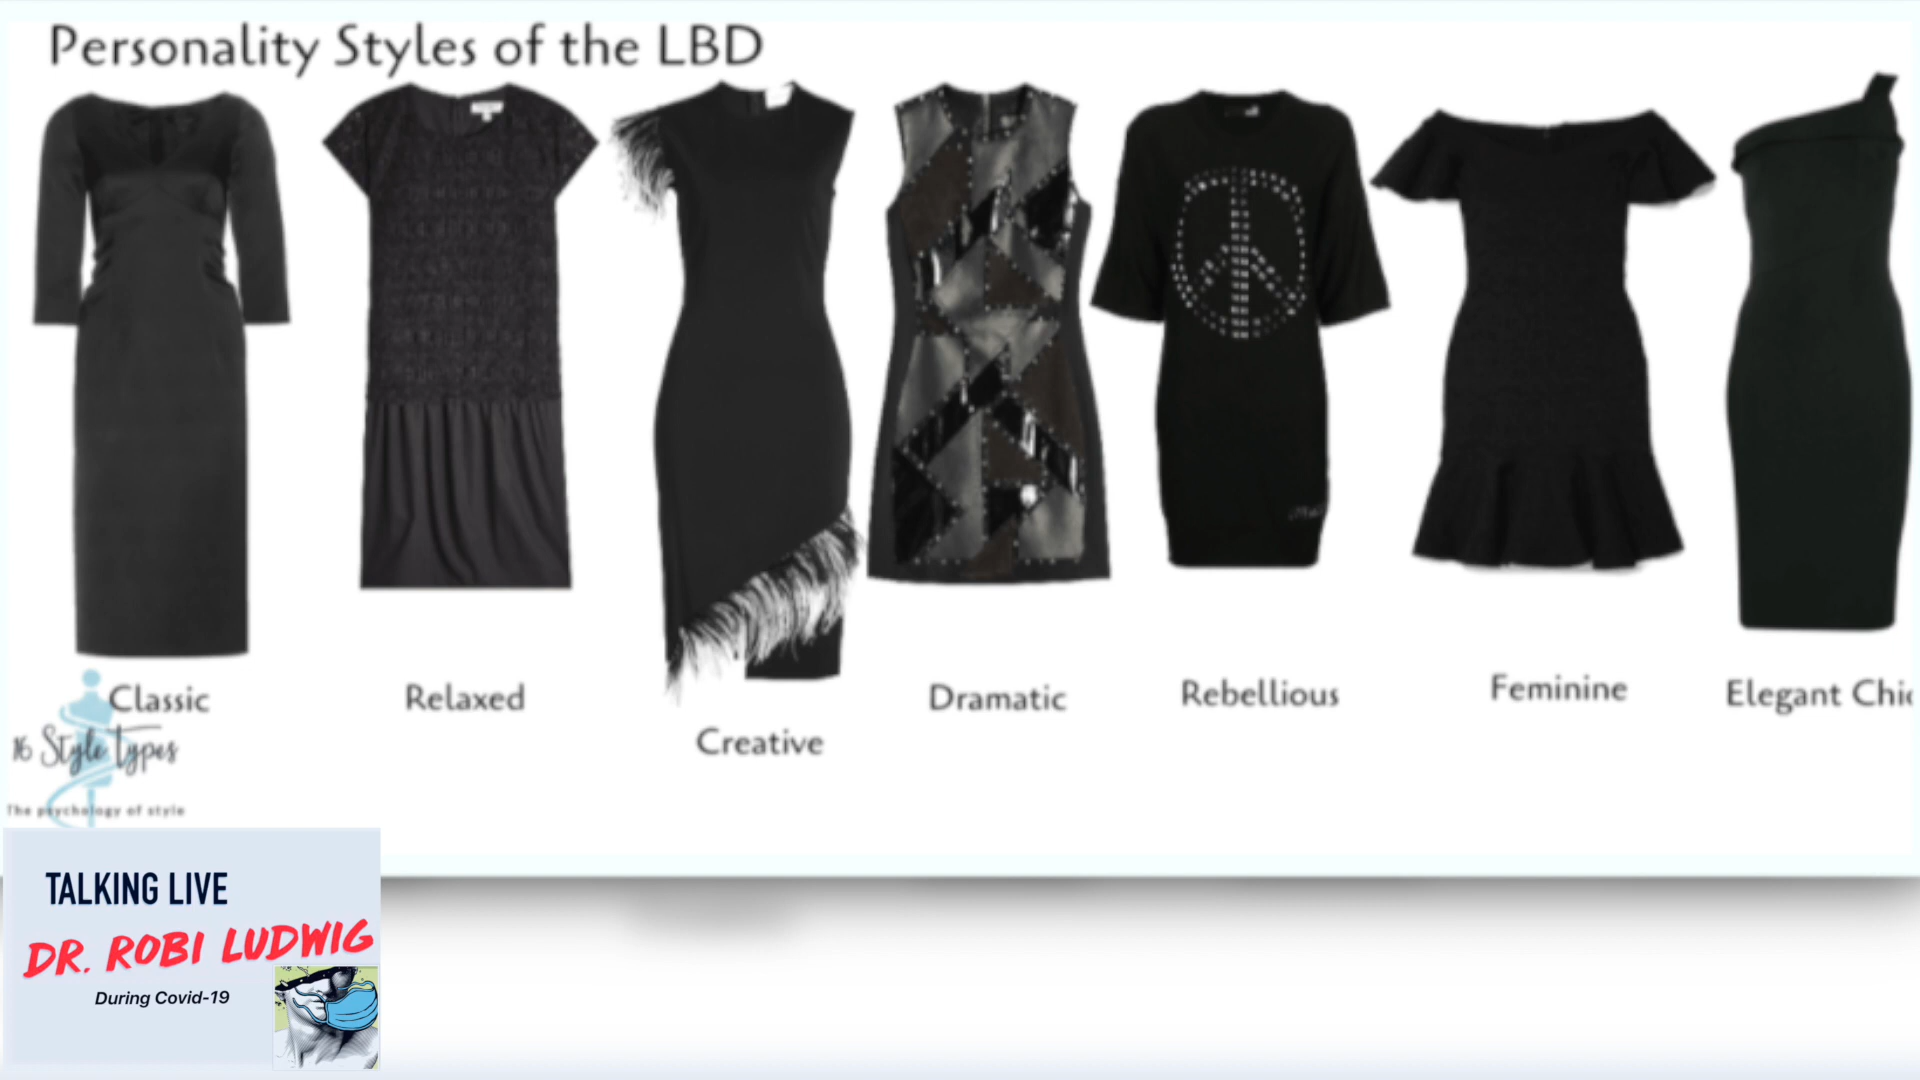 Personality Styles of the LBD
Classic
Relaxed
Creative
Dramatic
Rebellious
Feminine
Elegant Chic
16 Style Types
The psychology of style
TALKING LIVE
DR. ROBI LUDWIG
During Covid-19